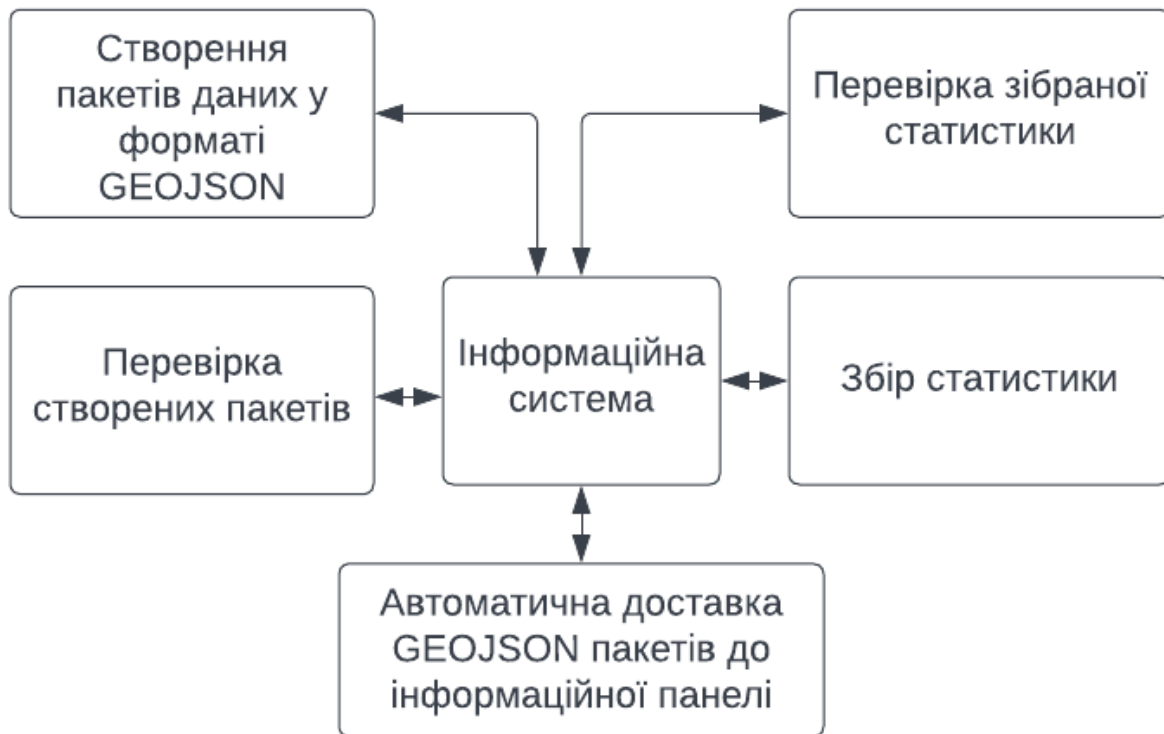 Створення
пакетів даних у
форматі
GEOJSON
Перевірка зібраної
статистики
Перевірка
створених пакетів
Інформаційна
система
Збір статистики
Автоматична доставка
GEOJSON пакетів до
інформаційної панелі